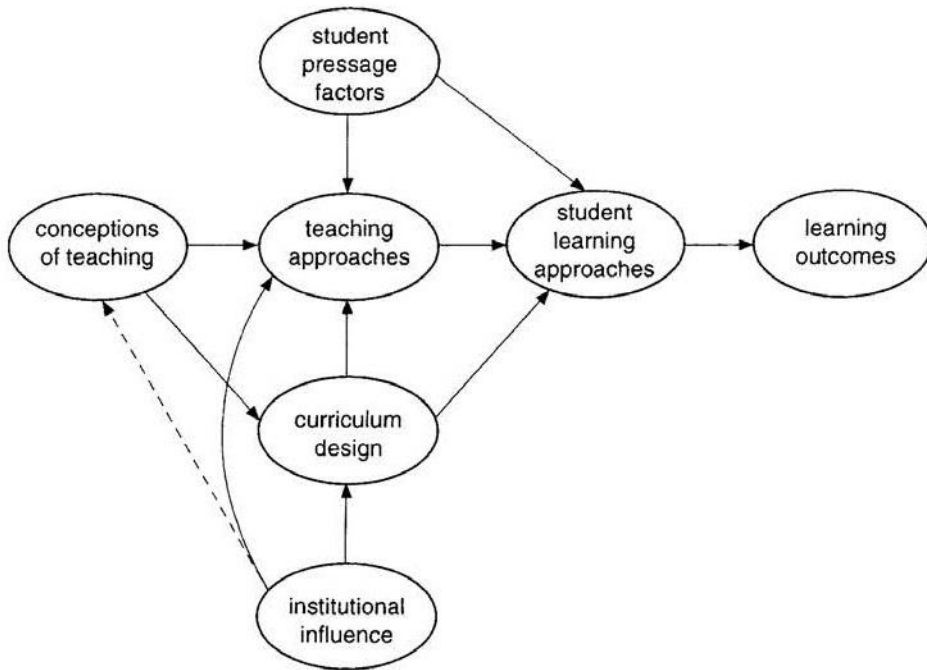 student
pressage
factors
conceptions
of teaching
teaching
approaches
student
learning
approaches
learning
outcomes
curriculum
design
institutional
influence